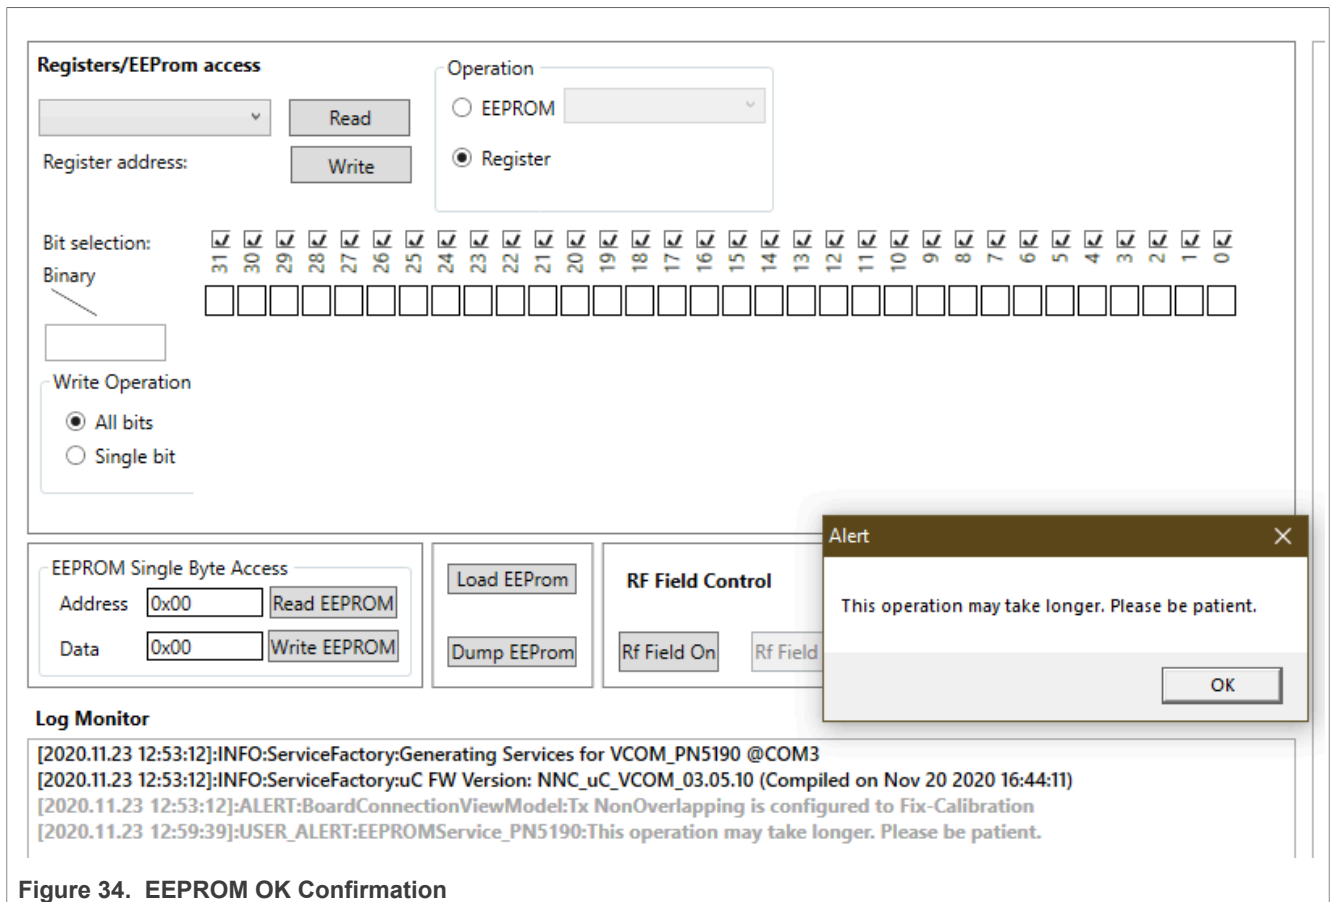 Registers/EEProm access
Operation
EEPROM
Read
Register address:
Write
Register
Bit selection:
31 30 29 28 27 26 25 24 23 22 21 20 19 18 17 16 15 14 13 12 11 10 9 8 7 6 5 4 3 2 1 0
Binary
Write Operation
All bits
Single bit
Alert
This operation may take longer. Please be patient.
OK
EEPROM Single Byte Access
Address 0x00 Read EEPROM
Data 0x00 Write EEPROM
Load EEProm
Dump EEProm
RF Field Control
Rf Field On Rf Field
Log Monitor
[2020.11.23 12:53:12]:INFO:ServiceFactory:Generating Services for VCOM_PN5190 @COM3
[2020.11.23 12:53:12]:INFO:ServiceFactory:uC FW Version: NNC_uC_VCOM_03.05.10 (Compiled on Nov 20 2020 16:44:11)
[2020.11.23 12:53:12]:ALERT:BoardConnectionViewModel:Tx NonOverlapping is configured to Fix-Calibration
[2020.11.23 12:59:39]:USER_ALERT:EEPROMService_PN5190:This operation may take longer. Please be patient.
Figure 34. EEPROM OK Confirmation